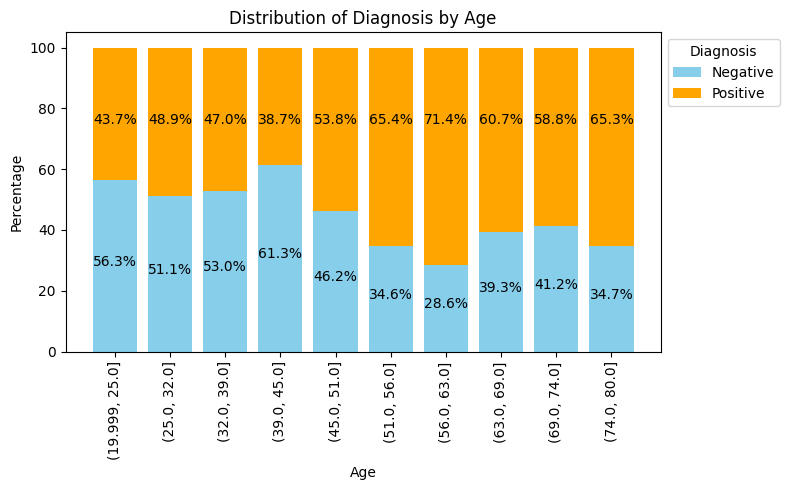 Distribution of Diagnosis by Age
Diagnosis
Negative
Positive
Percentage
100
80
60
40
20
0
43.7% 48.9% 47.0% 38.7% 53.8% 65.4% 71.4% 60.7% 58.8% 65.3%
56.3% 51.1% 53.0% 61.3% 46.2% 34.6% 28.6% 39.3% 41.2% 34.7%
(19.999, 25.0]
(25.0, 32.0]
(32.0, 39.0]
(39.0, 45.0]
(45.0, 51.0]
(51.0, 56.0]
(56.0, 63.0]
(63.0, 69.0]
(69.0, 74.0]
(74.0, 80.0]
Age